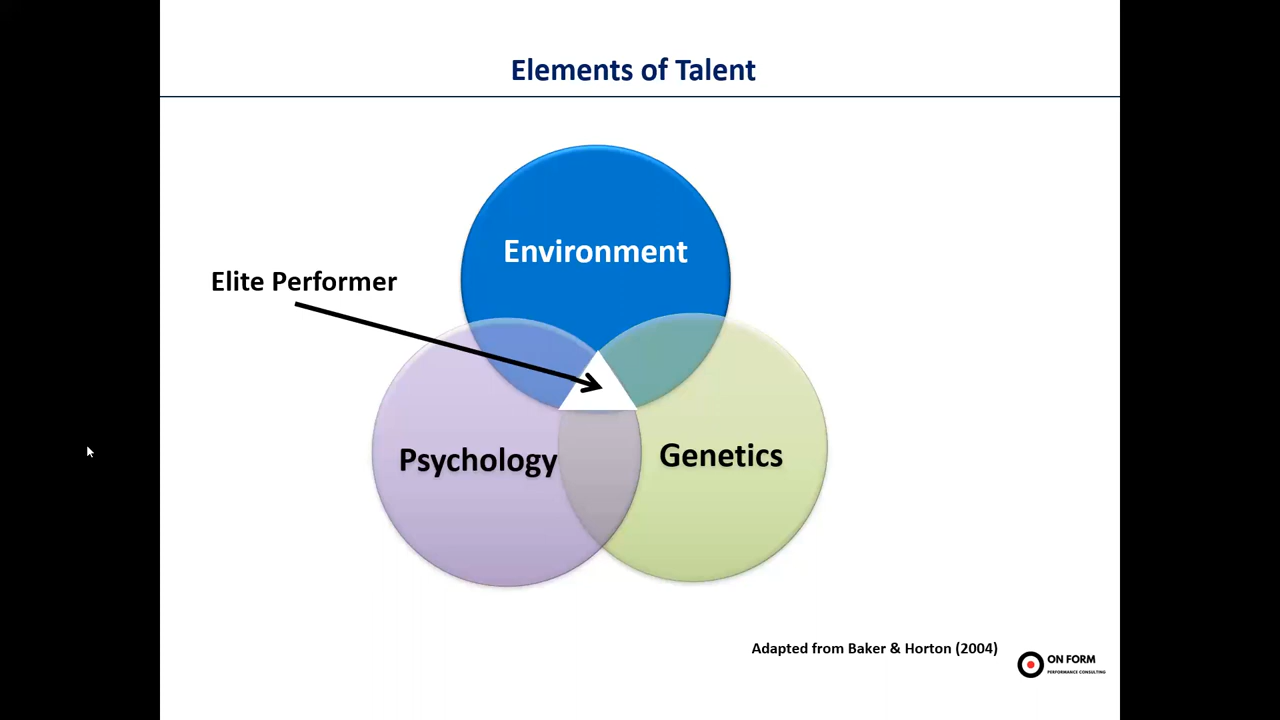 Elements of Talent
Environment
Elite Performer
Psychology
Genetics
Adapted from Baker & Horton (2004)
ON FORM
PERFORMANCE CONSULTING